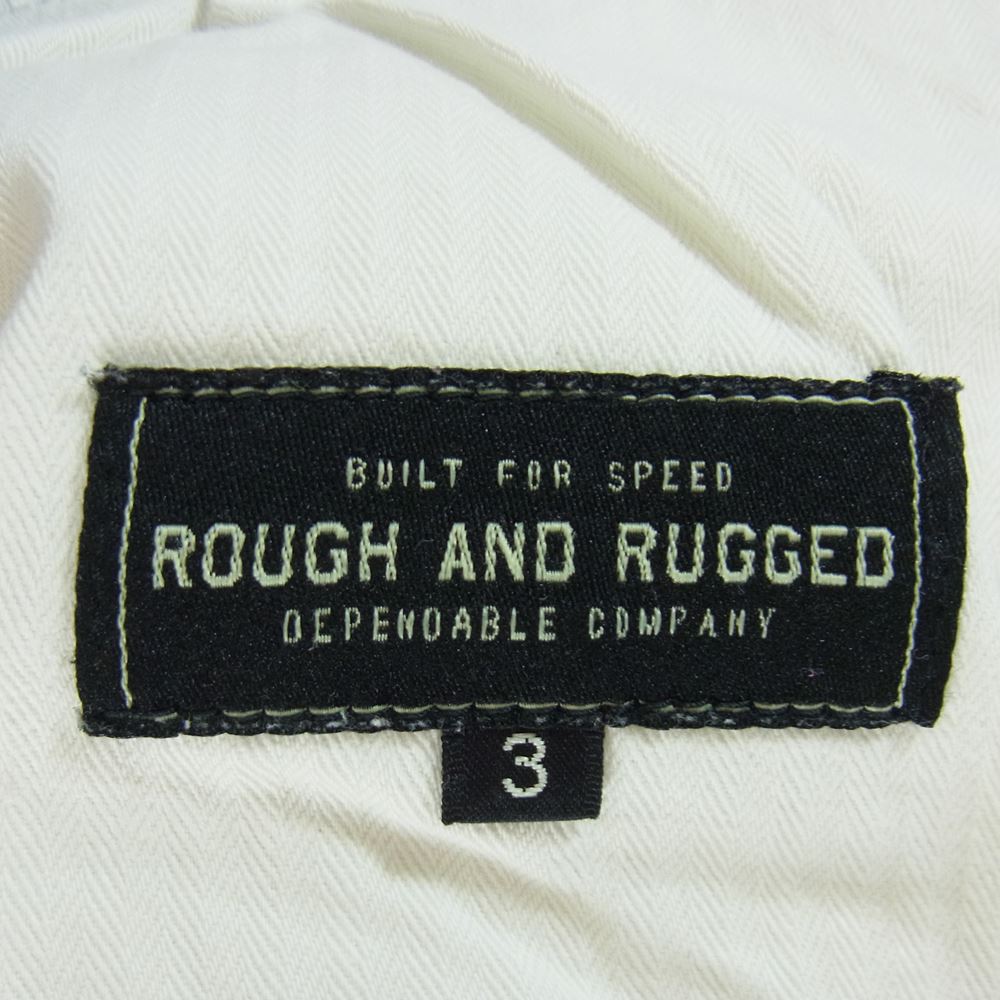 BUILT FOR SPEED
ROUGH AND RUGGED
DEPENDABLE COMPANY
3